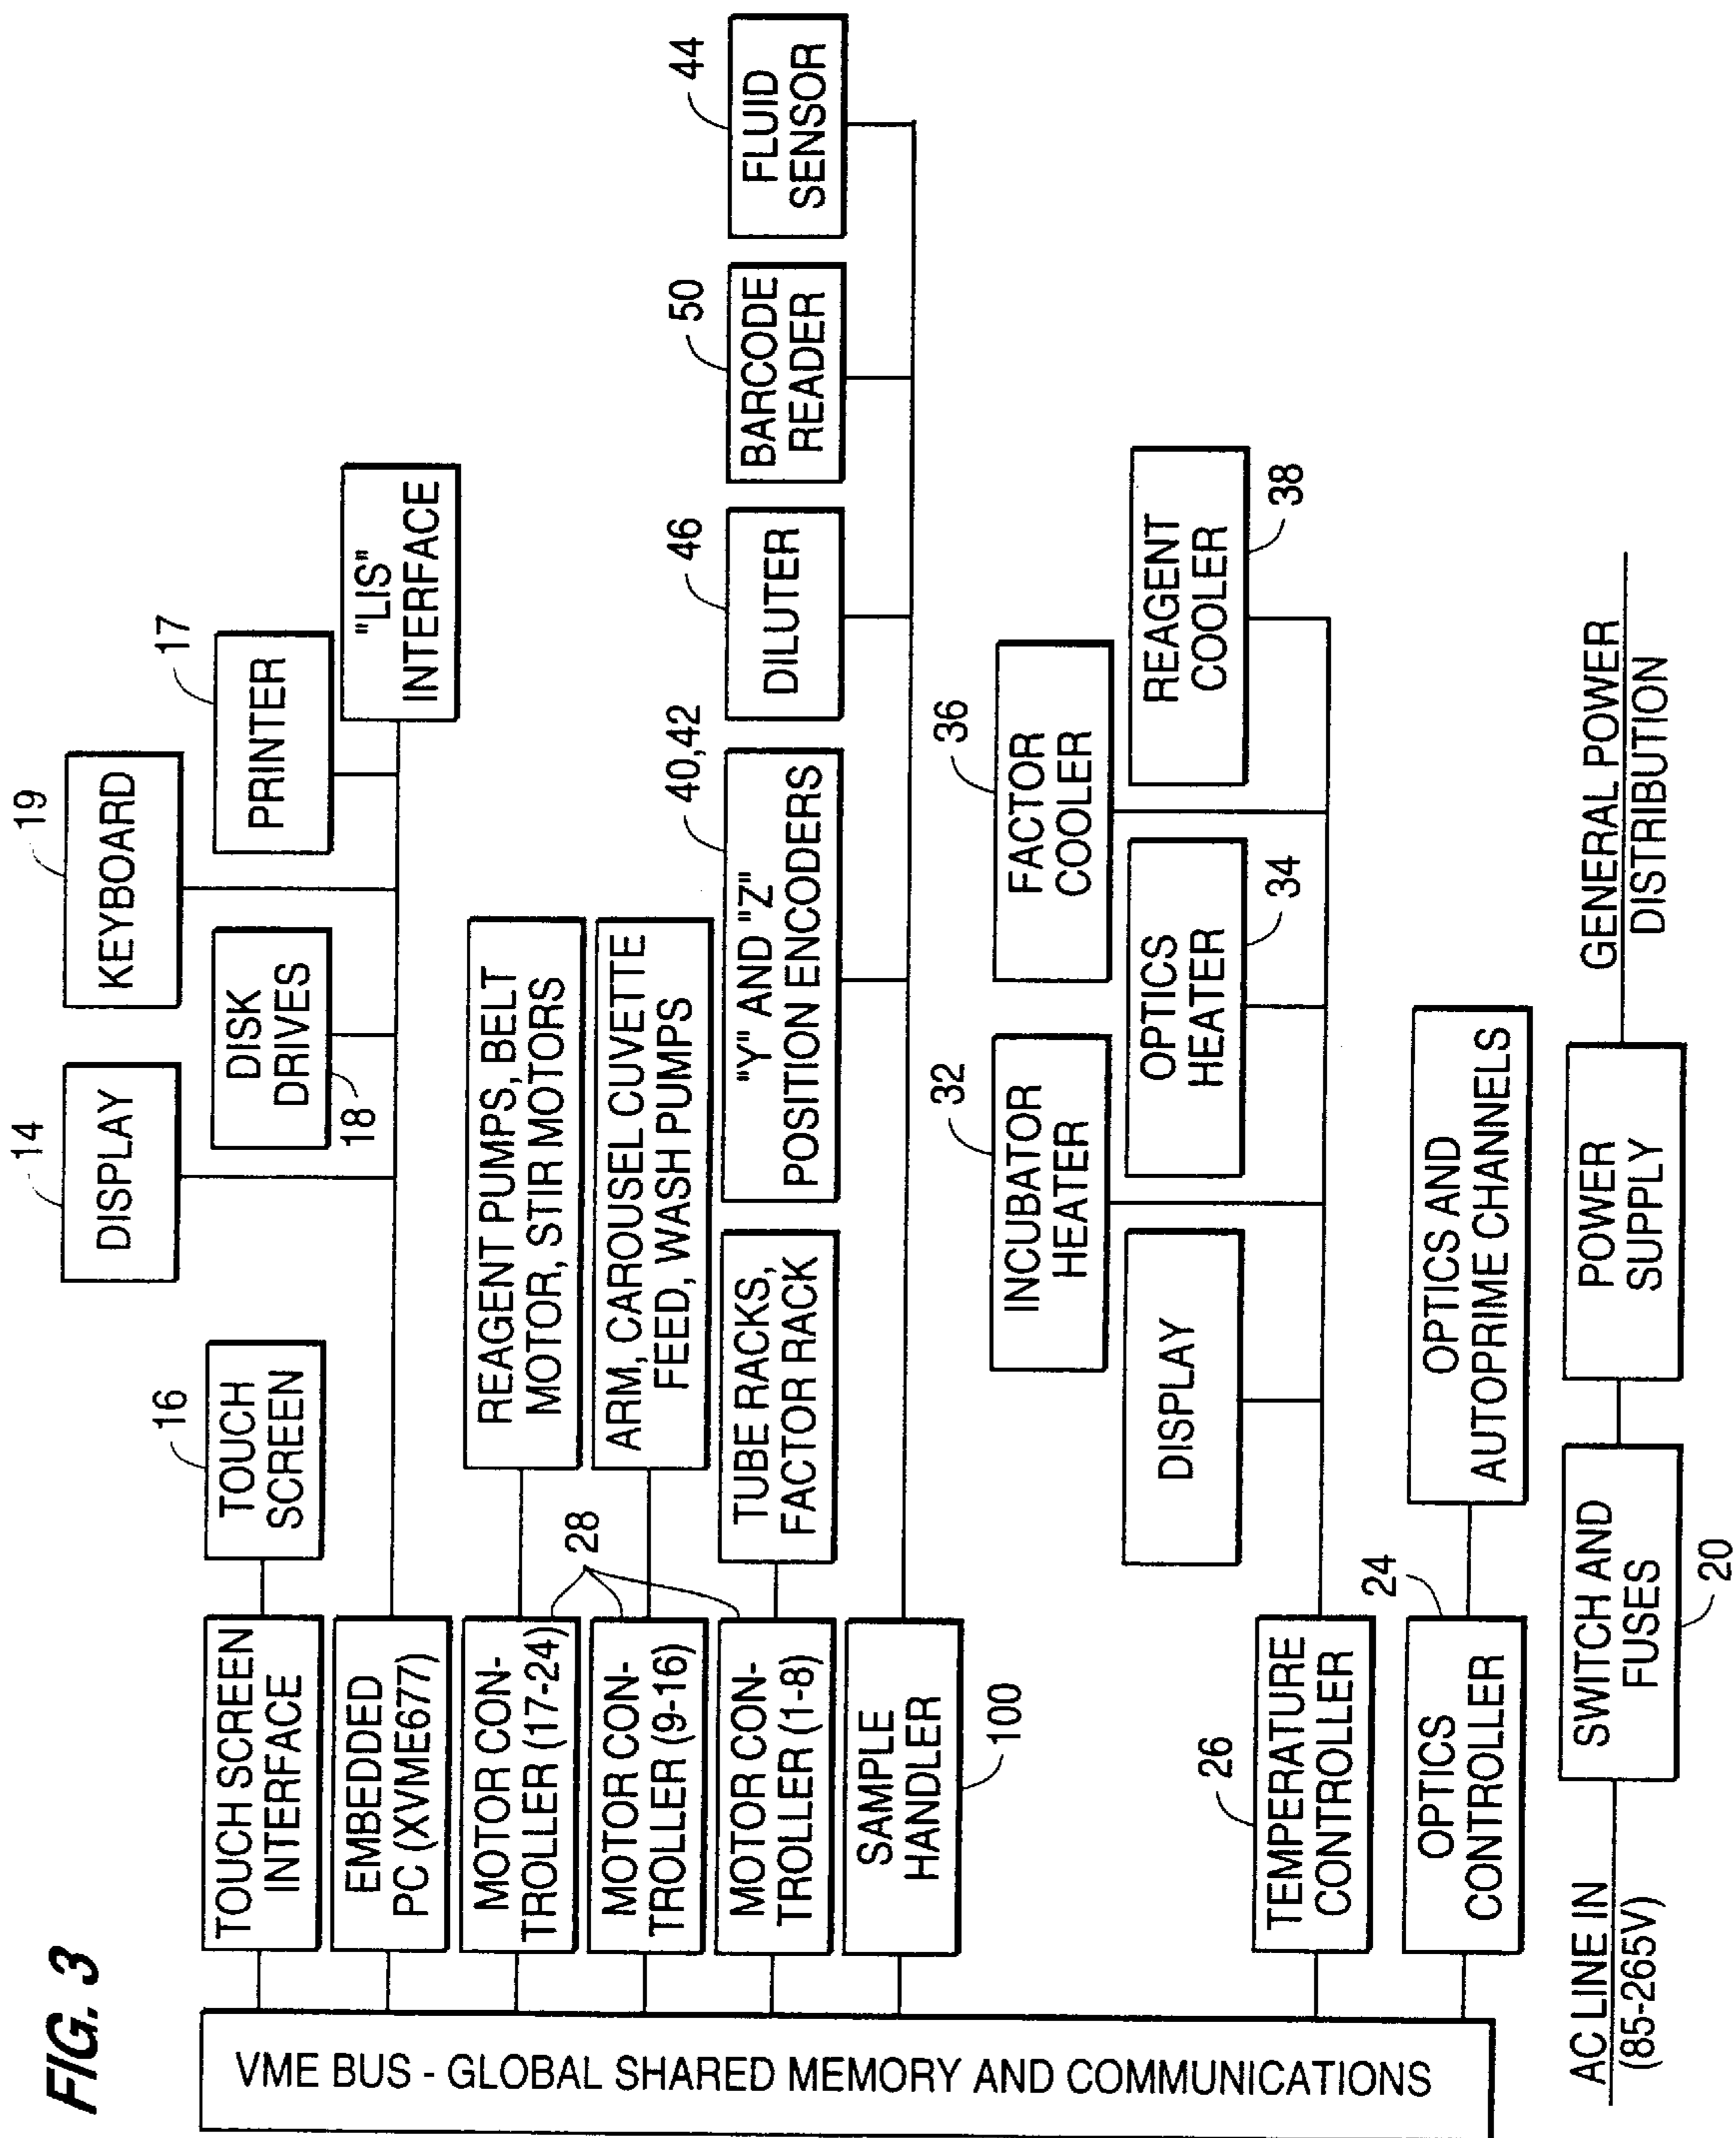 FIG. 3
VME BUS - GLOBAL SHARED MEMORY AND COMMUNICATIONS
TOUCH SCREEN
INTERFACE
16
TOUCH
SCREEN
EMBEDDED
PC (XVME677)
14
DISPLAY
DISK
DRIVES
18
19
KEYBOARD
17
PRINTER
"LIS"
INTERFACE
MOTOR CON-
TROLLER (17-24)
REAGENT PUMPS, BELT
MOTOR, STIR MOTORS
28
MOTOR CON-
TROLLER (9-16)
ARM, CAROUSEL CUVETTE
FEED, WASH PUMPS
MOTOR CON-
TROLLER (1-8)
TUBE RACKS,
FACTOR RACK
SAMPLE
HANDLER
100
40,42
"Y" AND "Z"
POSITION ENCODERS
46
DILUTER
50
BARCODE
READER
44
FLUID
SENSOR
26
TEMPERATURE
CONTROLLER
DISPLAY
32
INCUBATOR
HEATER
OPTICS
HEATER
34
36
FACTOR
COOLER
REAGENT
COOLER
38
OPTICS
CONTROLLER
24
OPTICS AND
AUTOPRIME CHANNELS
AC LINE IN
(85-265V)
SWITCH AND
FUSES
20
POWER
SUPPLY
GENERAL POWER
DISTRIBUTION